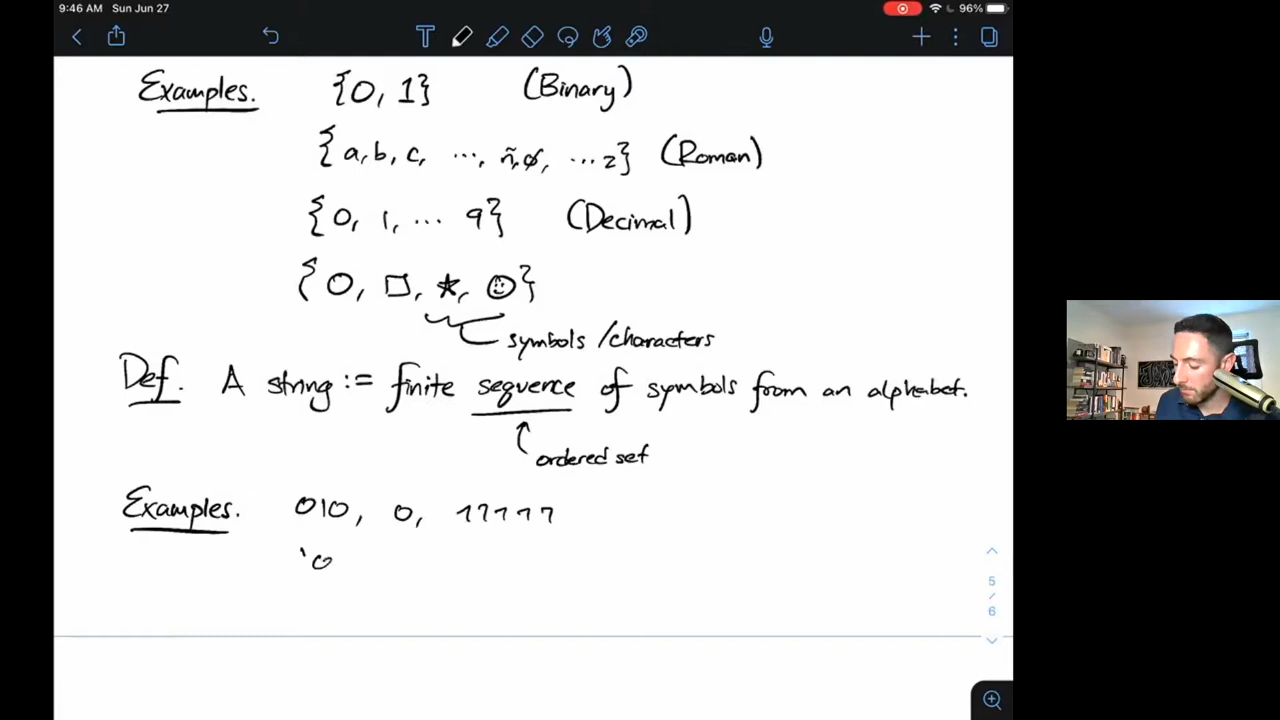 9:46 AM Sun Jun 27
96%
Examples. {0, 1} (Binary)
{a, b, c, ..., ñ, ø, ... z} (Roman)
{0, 1, ... 9} (Decimal)
{○, □, ☆, ☺}
symbols/characters
Def. A string := finite sequence of symbols from an alphabet.
ordered set
Examples. 010, 0, 11111
'0
5
/
6